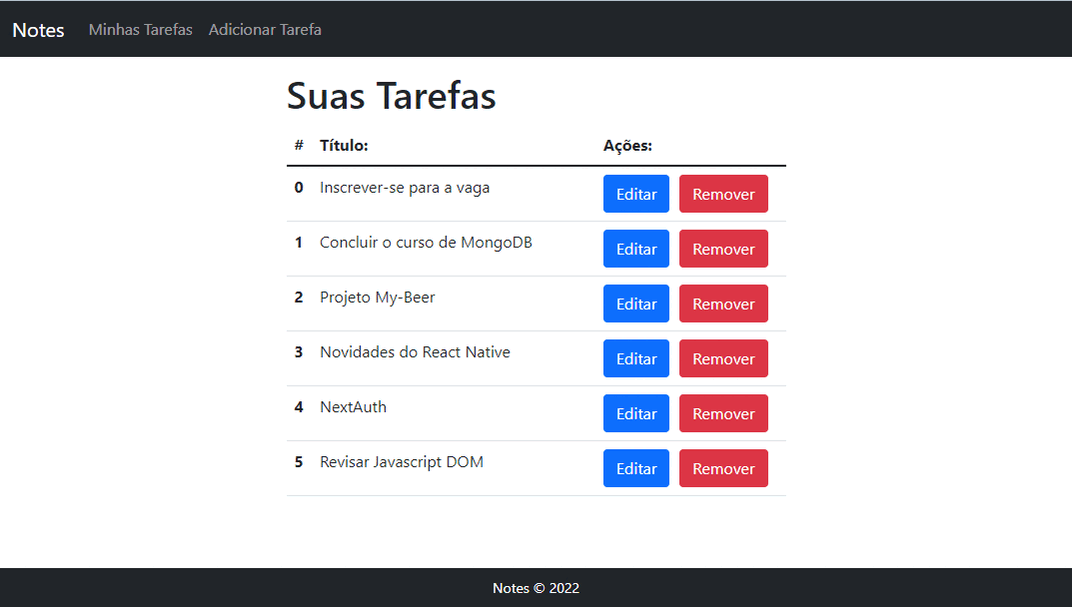 Notes Minhas Tarefas Adicionar Tarefa
Suas Tarefas
# Título: Ações:
0 Inscrever-se para a vaga Editar Remover
1 Concluir o curso de MongoDB Editar Remover
2 Projeto My-Beer Editar Remover
3 Novidades do React Native Editar Remover
4 NextAuth Editar Remover
5 Revisar Javascript DOM Editar Remover
Notes © 2022